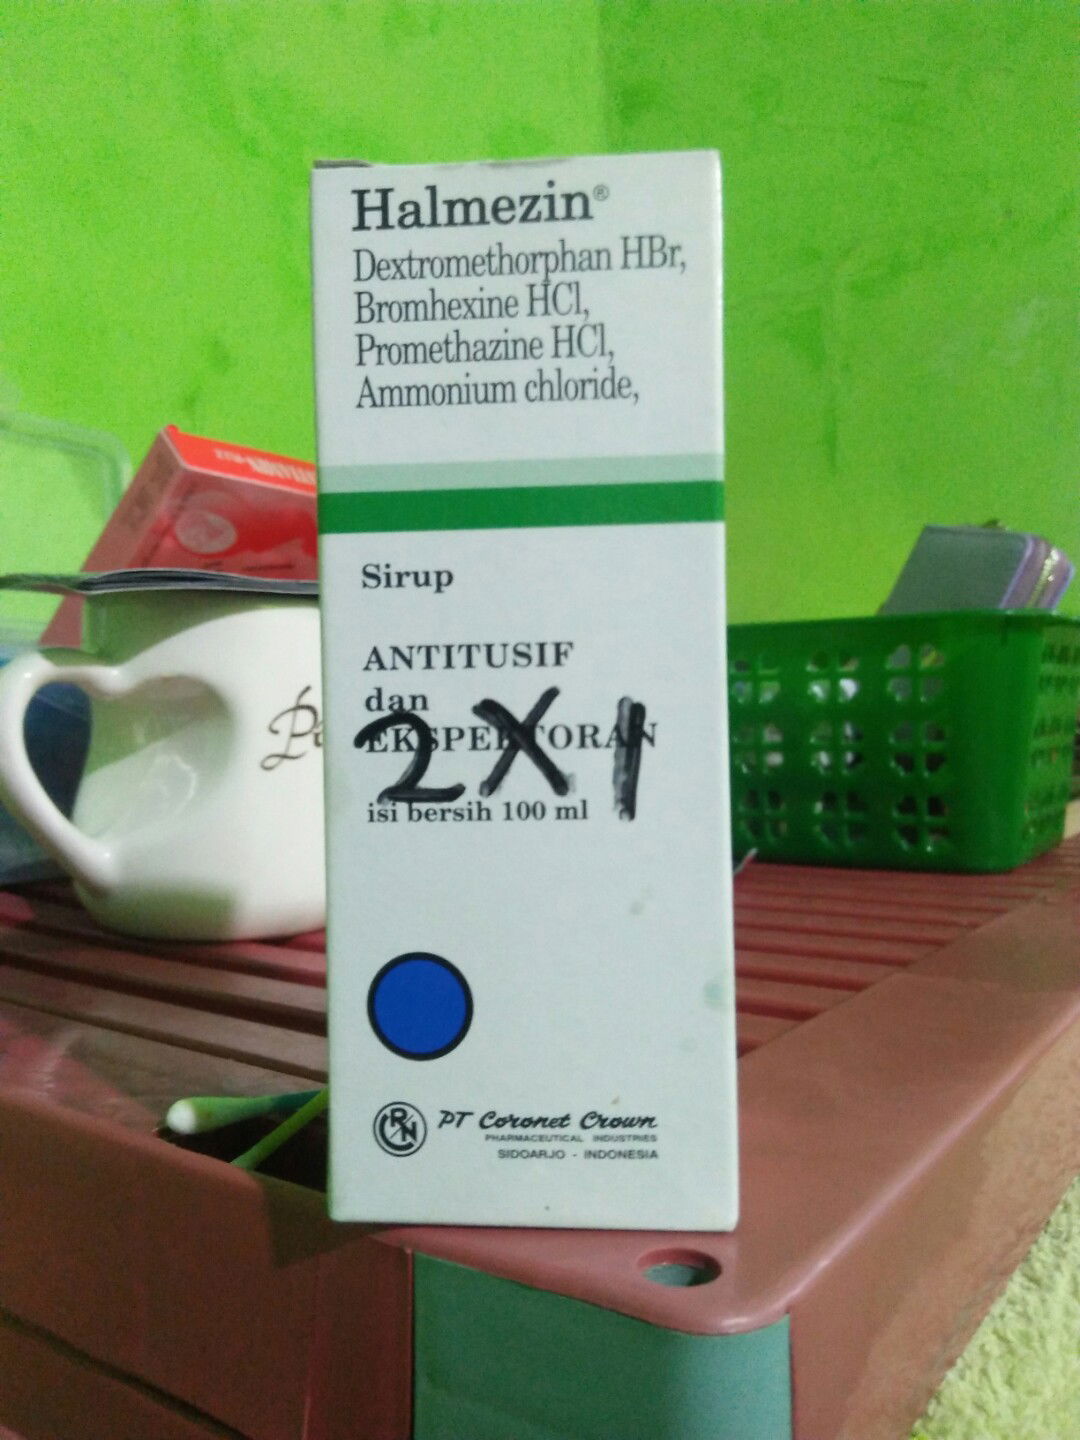 Halmezin®
Dextromethorphan HBr,
Bromhexine HCl,
Promethazine HCl,
Ammonium chloride,
Sirup
ANTITUSIF
dan
EKSPEKTORAN
2X1
isi bersih 100 ml
PT Coronet Crown
PHARMACEUTICAL INDUSTRIES
SIDOARJO - INDONESIA